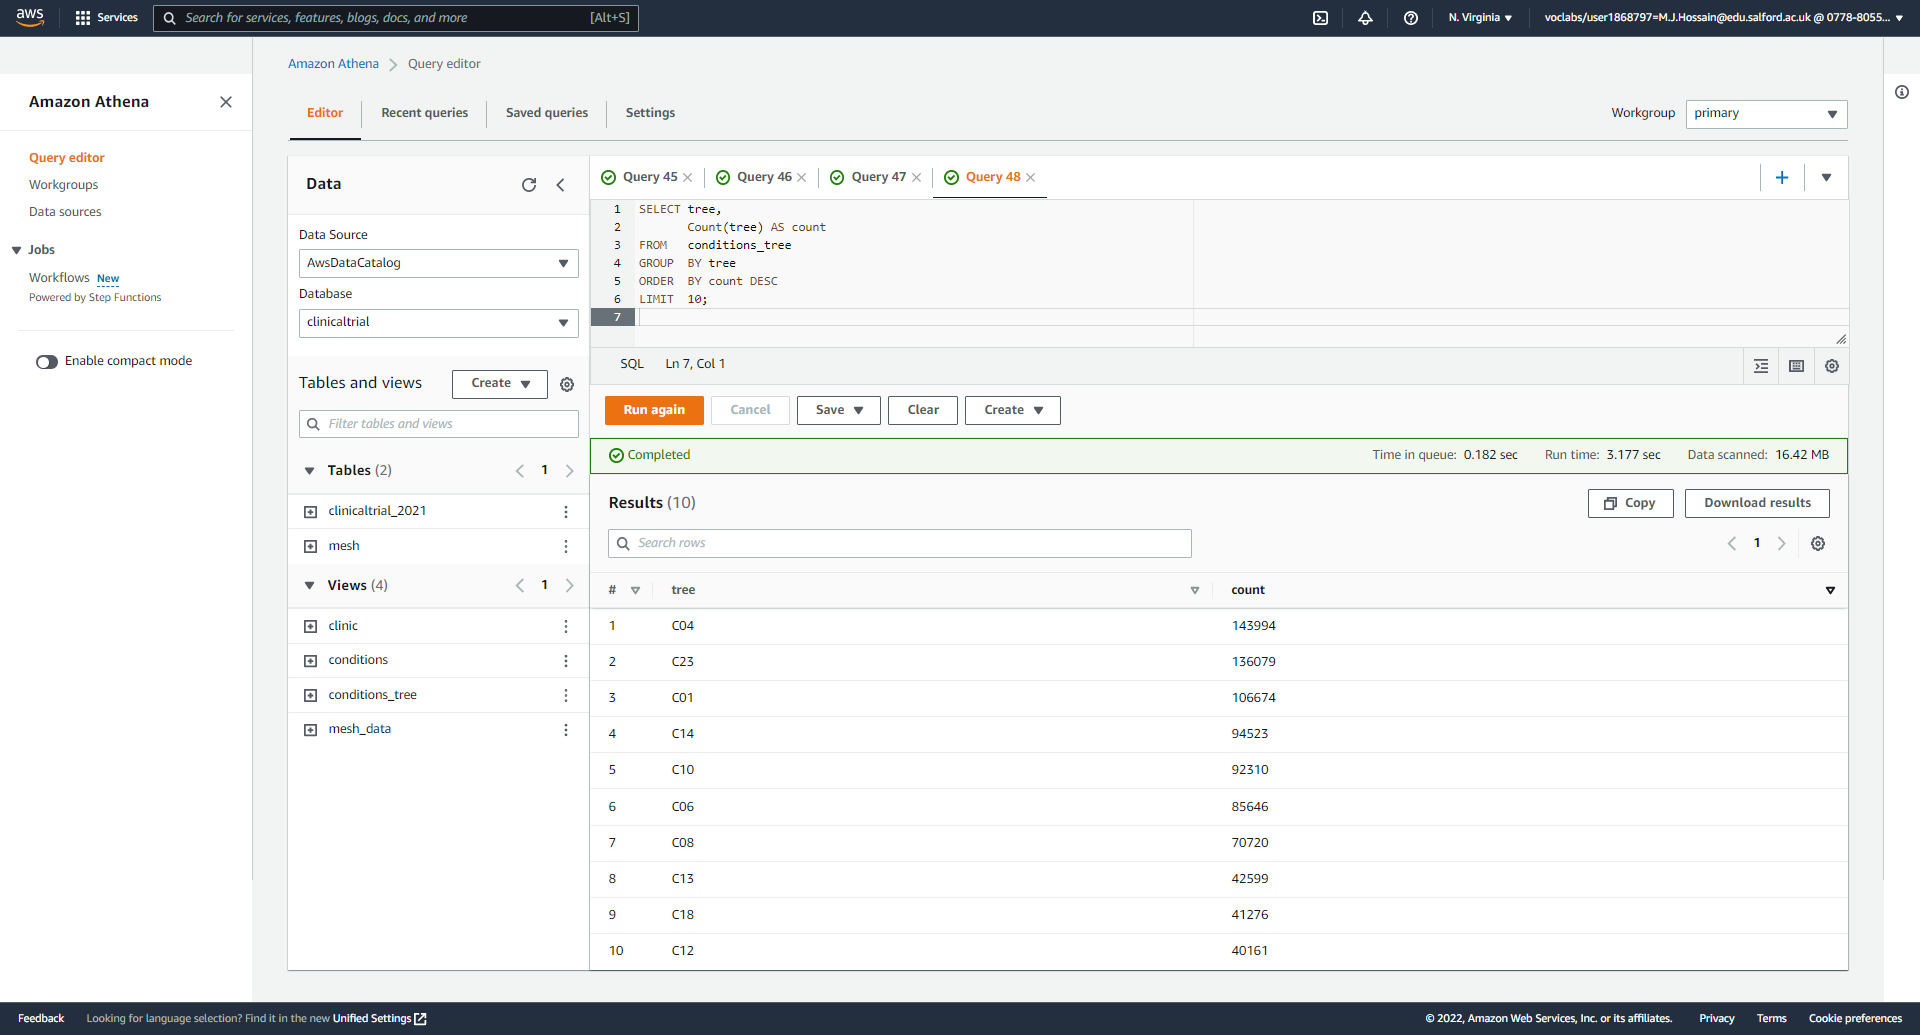 aws Services Search for services, features, blogs, docs, and more [Alt+S] N. Virginia voclabs/user1868797=M.J.Hossain@edu.salford.ac.uk @ 0778-8055...
Amazon Athena
Query editor
Workgroups
Data sources
Jobs
Workflows New
Powered by Step Functions
Enable compact mode
Amazon Athena Query editor
Editor Recent queries Saved queries Settings
Workgroup primary
Data
Data Source
AwsDataCatalog
Database
clinicaltrial
Tables and views Create
Filter tables and views
Tables (2) 1
clinicaltrial_2021
mesh
Views (4) 1
clinic
conditions
conditions_tree
mesh_data
Query 45 Query 46 Query 47 Query 48
1 SELECT tree,
2 Count(tree) AS count
3 FROM conditions_tree
4 GROUP BY tree
5 ORDER BY count DESC
6 LIMIT 10;
7
SQL Ln 7, Col 1
Run again Cancel Save Clear Create
Completed Time in queue: 0.182 sec Run time: 3.177 sec Data scanned: 16.42 MB
Results (10) Copy Download results
Search rows 1
# tree count
1 C04 143994
2 C23 136079
3 C01 106674
4 C14 94523
5 C10 92310
6 C06 85646
7 C08 70720
8 C13 42599
9 C18 41276
10 C12 40161
Feedback Looking for language selection? Find it in the new Unified Settings © 2022, Amazon Web Services, Inc. or its affiliates. Privacy Terms Cookie preferences